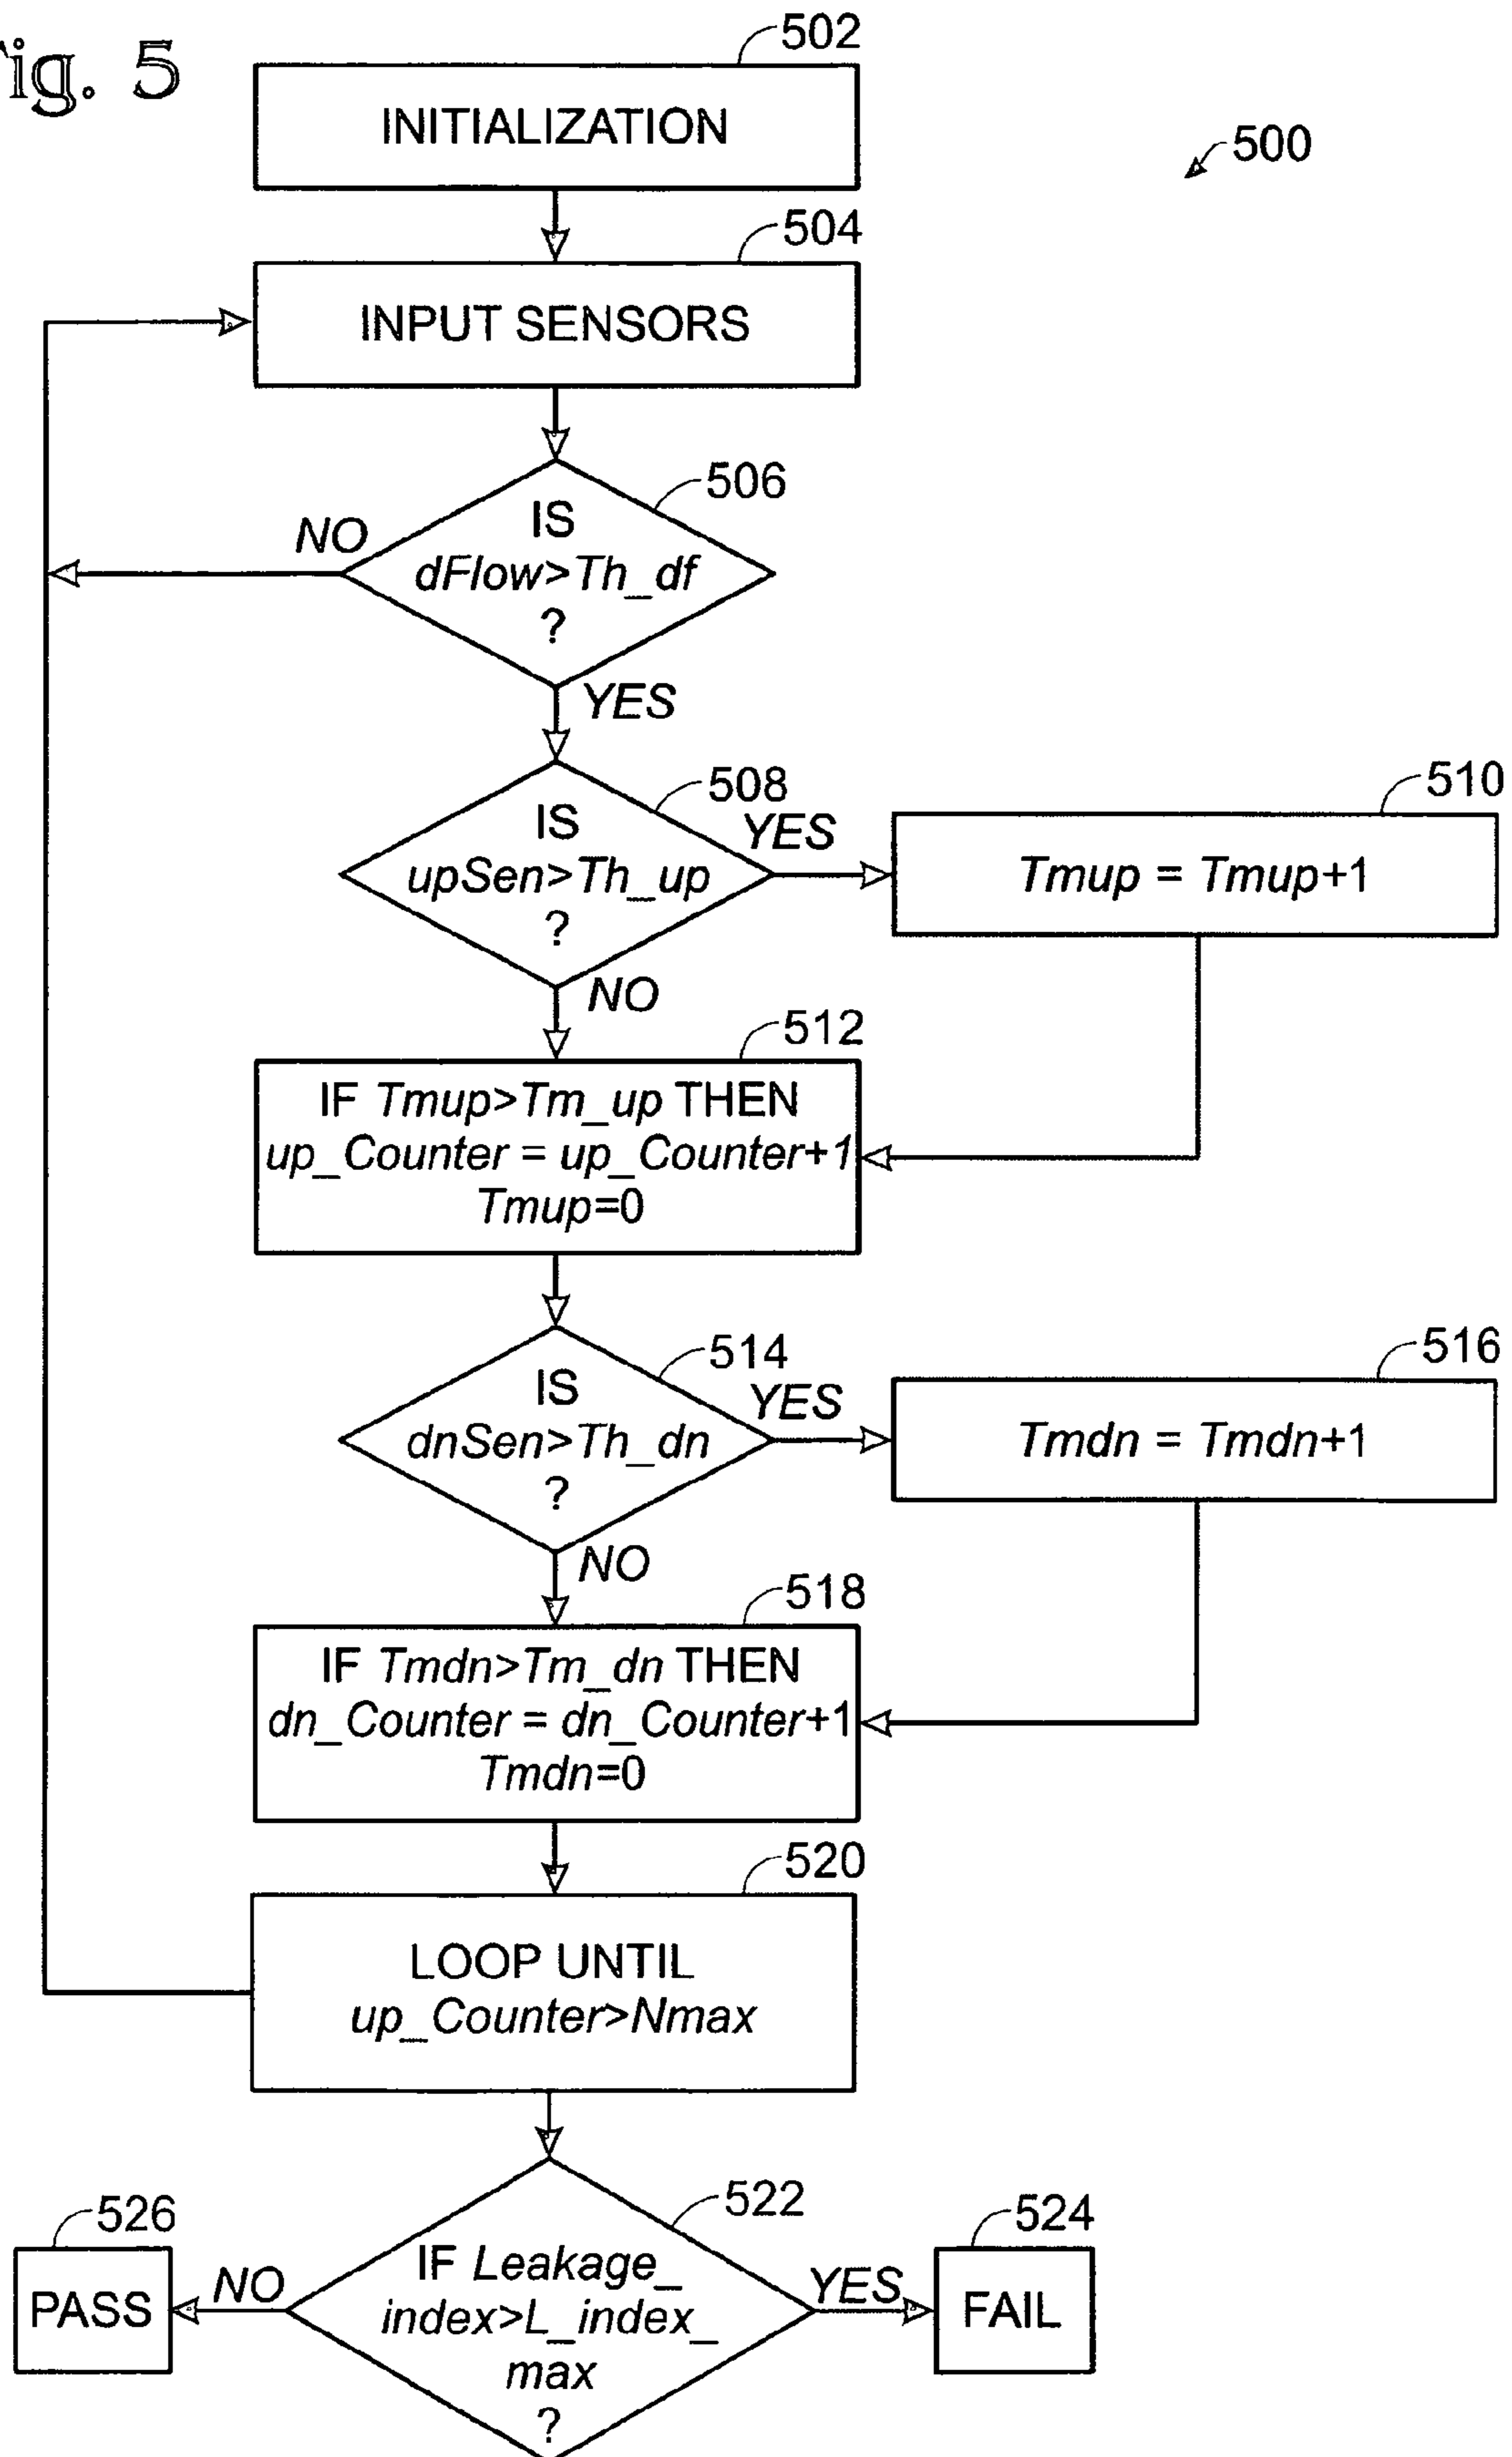 ig. 5
502
INITIALIZATION
500
504
INPUT SENSORS
506
IS
dFlow>Th_df
?
NO
YES
508
IS
upSen>Th_up
?
YES
510
Tmup = Tmup+1
NO
512
IF Tmup>Tm_up THEN
up_Counter = up_Counter+1
Tmup=0
514
IS
dnSen>Th_dn
?
YES
516
Tmdn = Tmdn+1
NO
518
IF Tmdn>Tm_dn THEN
dn_Counter = dn_Counter+1
Tmdn=0
520
LOOP UNTIL
up_Counter>Nmax
522
IF Leakage_
index>L_index_
max
?
526
PASS
NO
YES
524
FAIL